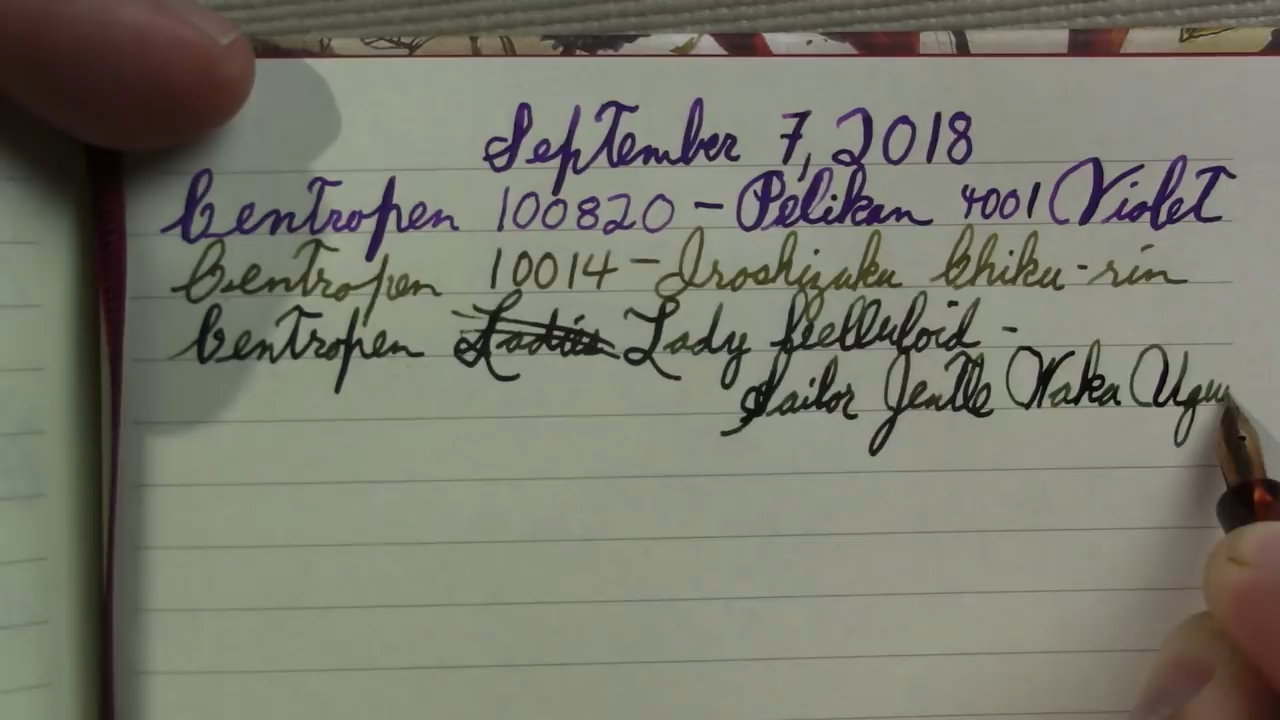 September 7, 2018
Centropen 100820 - Pelikan 4001 Violet
Centropen 10014 - Iroshizuku Chiku-rin
Centropen Ladies Lady Celluloid -
Sailor Jentle Waka Ugu